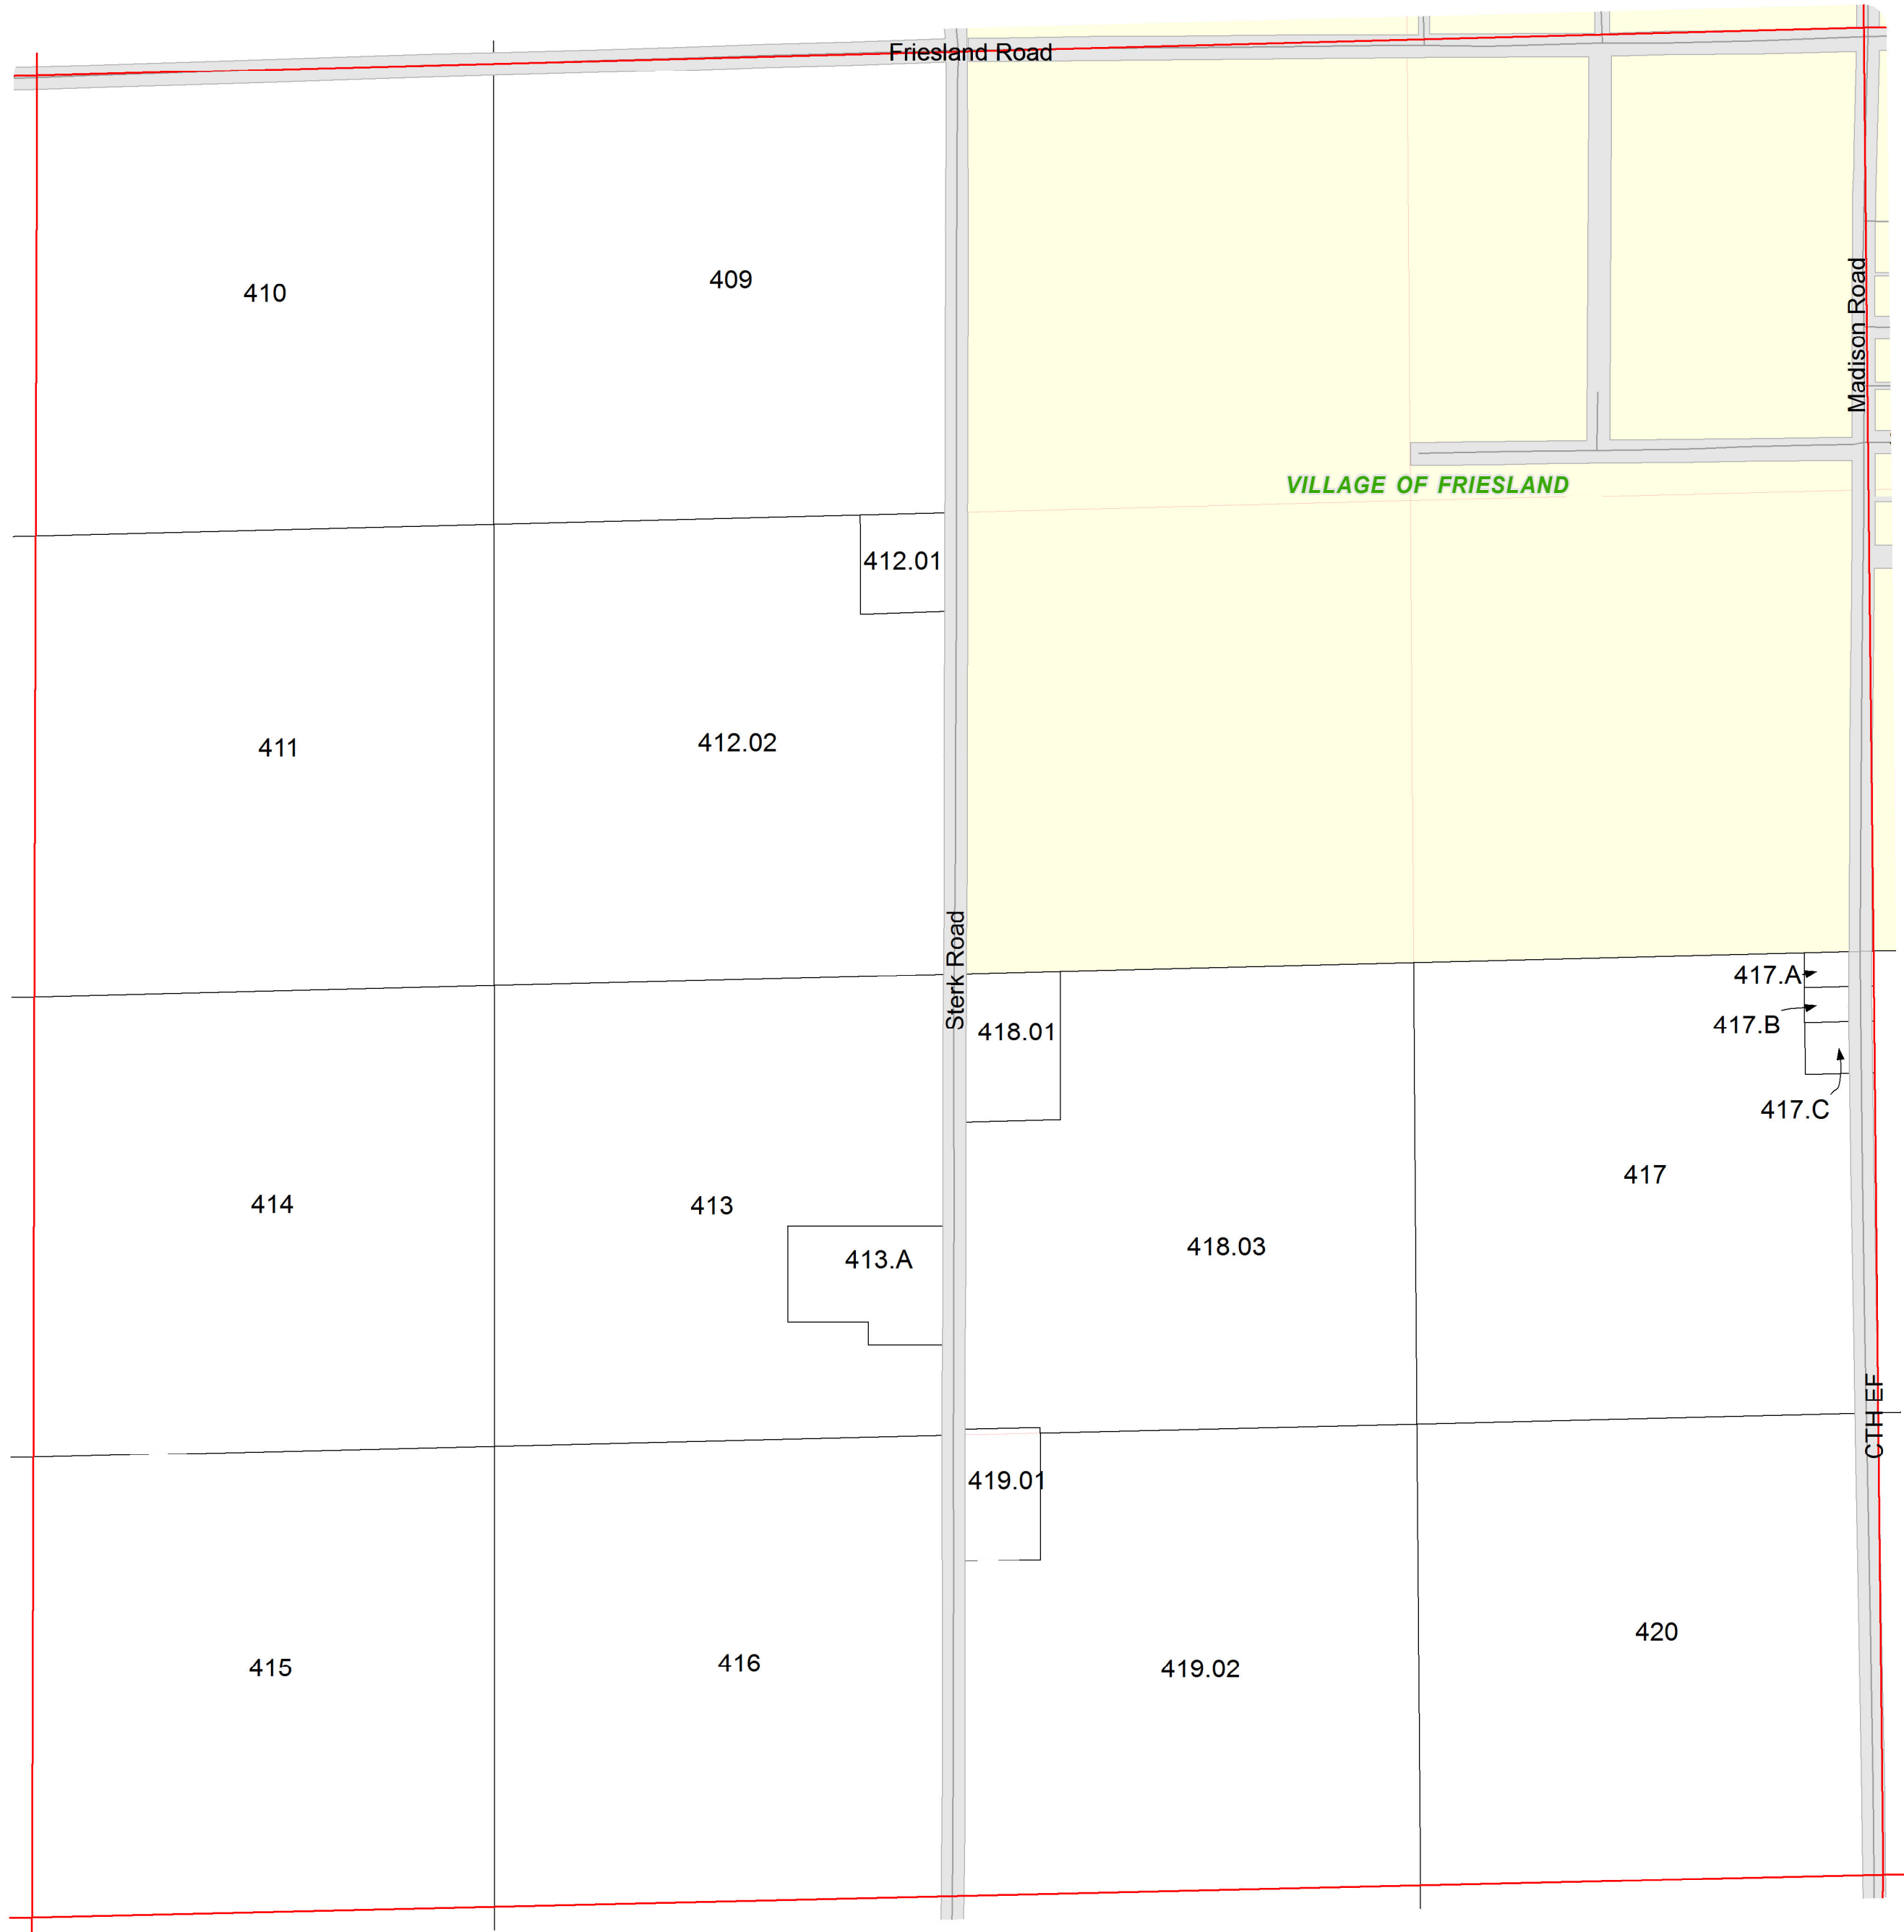 Friesland Road
410
409
Madison Road
VILLAGE OF FRIESLAND
412.01
411
412.02
Sterk Road
417.A
417.B
418.01
417.C
417
414
413
418.03
413.A
CTH EF
419.01
420
415
416
419.02